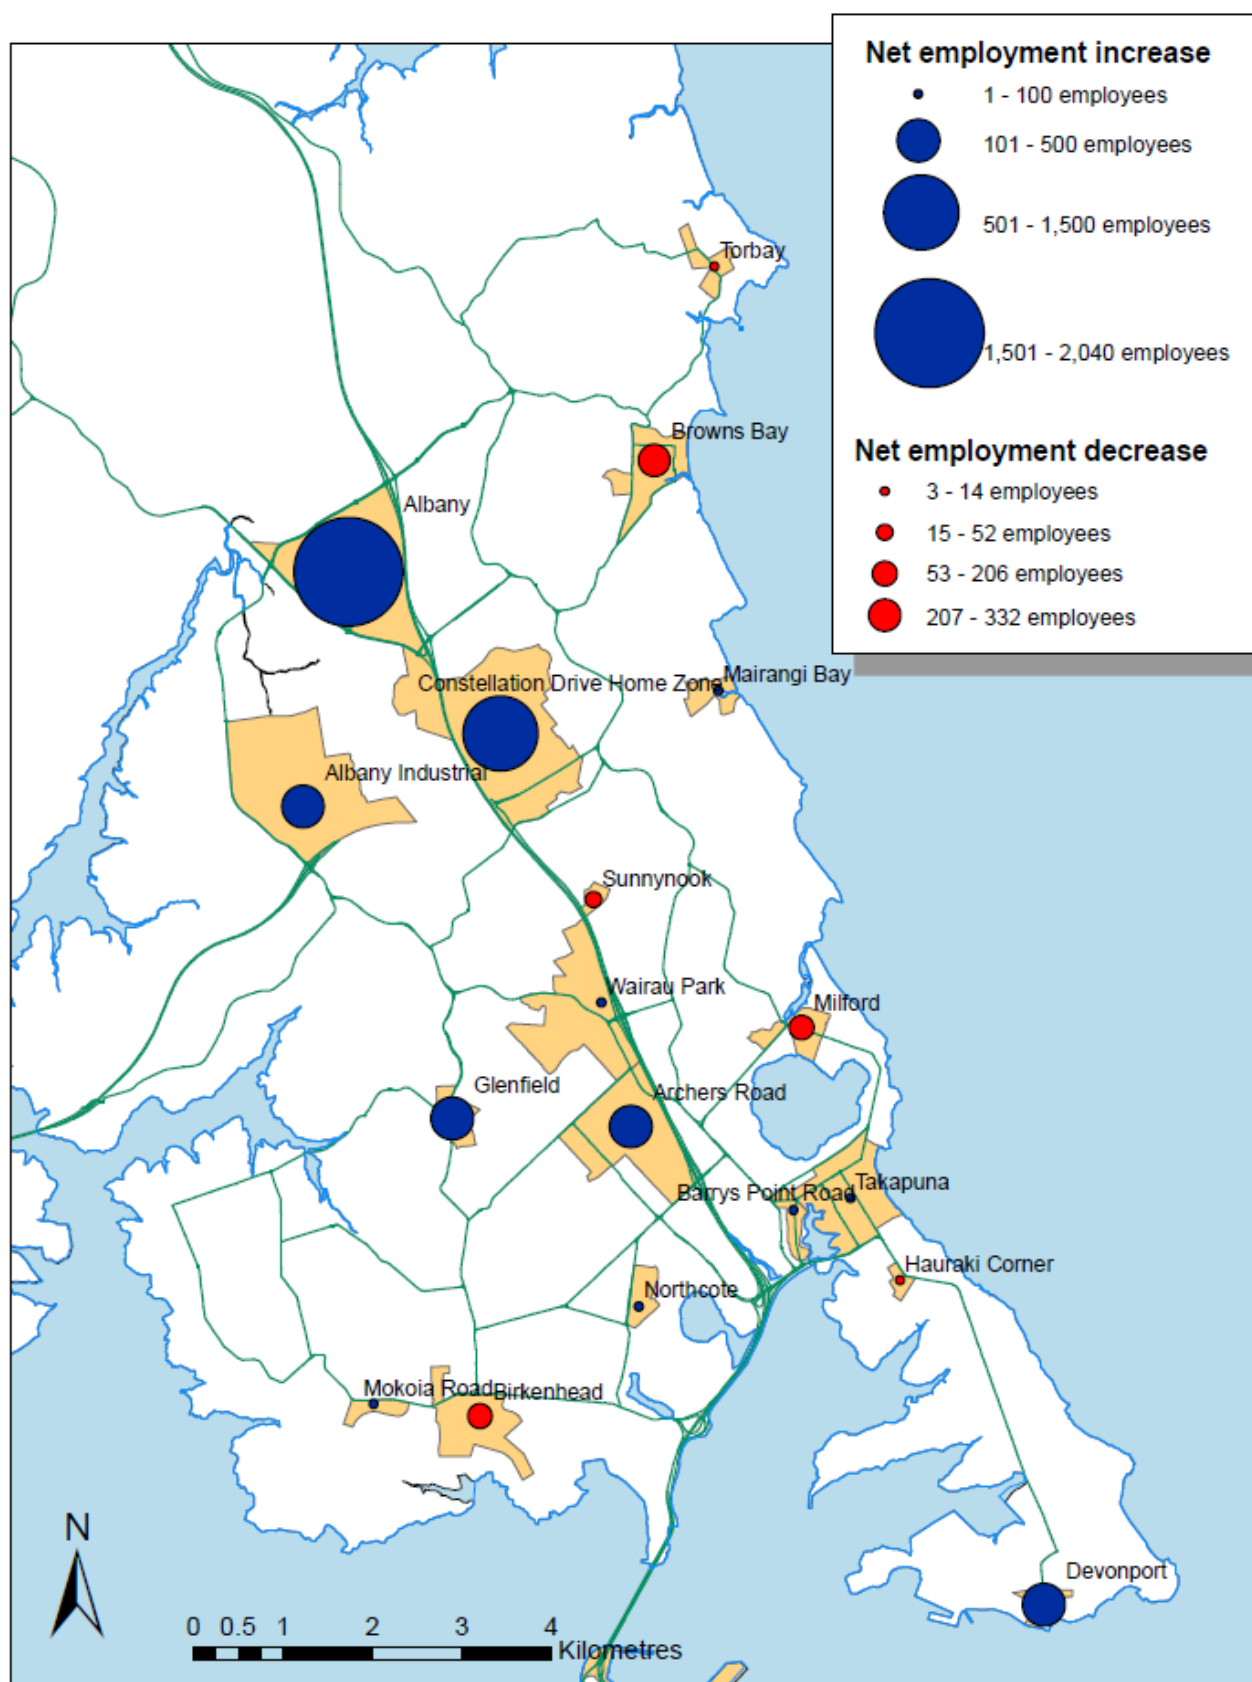 Net employment increase
1 - 100 employees
101 - 500 employees
501 - 1,500 employees
1,501 - 2,040 employees
Net employment decrease
3 - 14 employees
15 - 52 employees
53 - 206 employees
207 - 332 employees
Torbay
Browns Bay
Albany
Mairangi Bay
Constellation Drive Home Zone
Albany Industrial
Sunnynook
Wairau Park
Milford
Glenfield
Archers Road
Takapuna
Barrys Point Road
Hauraki Corner
Northcote
Mokoia Road
Birkenhead
Devonport
N
0 0.5 1 2 3 4
Kilometres